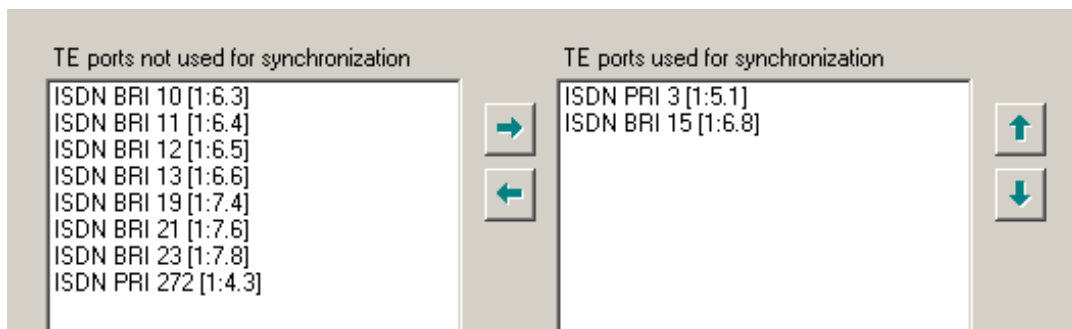 TE ports not used for synchronization
ISDN BRI 10 [1:6.3]
ISDN BRI 11 [1:6.4]
ISDN BRI 12 [1:6.5]
ISDN BRI 13 [1:6.6]
ISDN BRI 19 [1:7.4]
ISDN BRI 21 [1:7.6]
ISDN BRI 23 [1:7.8]
ISDN PRI 272 [1:4.3]
TE ports used for synchronization
ISDN PRI 3 [1:5.1]
ISDN BRI 15 [1:6.8]